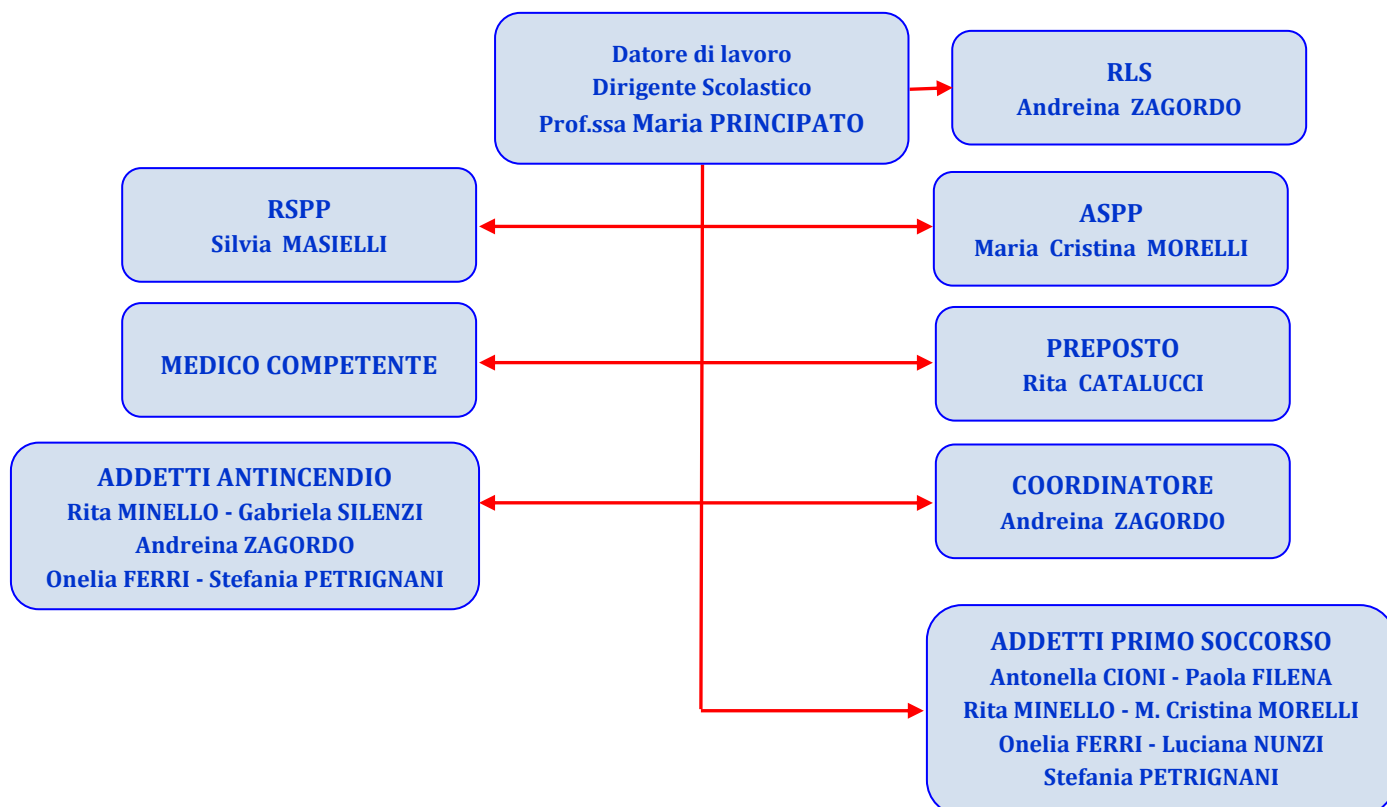 Datore di lavoro
Dirigente Scolastico
Prof.ssa Maria PRINCIPATO
RLS
Andreina ZAGORDO
RSPP
Silvia MASIELLI
ASPP
Maria Cristina MORELLI
MEDICO COMPETENTE
PREPOSTO
Rita CATALUCCI
ADDETTI ANTINCENDIO
Rita MINELLO - Gabriela SILENZI
Andreina ZAGORDO
Onelia FERRI - Stefania PETRIGNANI
COORDINATORE
Andreina ZAGORDO
ADDETTI PRIMO SOCCORSO
Antonella CIONI - Paola FILENA
Rita MINELLO - M. Cristina MORELLI
Onelia FERRI - Luciana NUNZI
Stefania PETRIGNANI